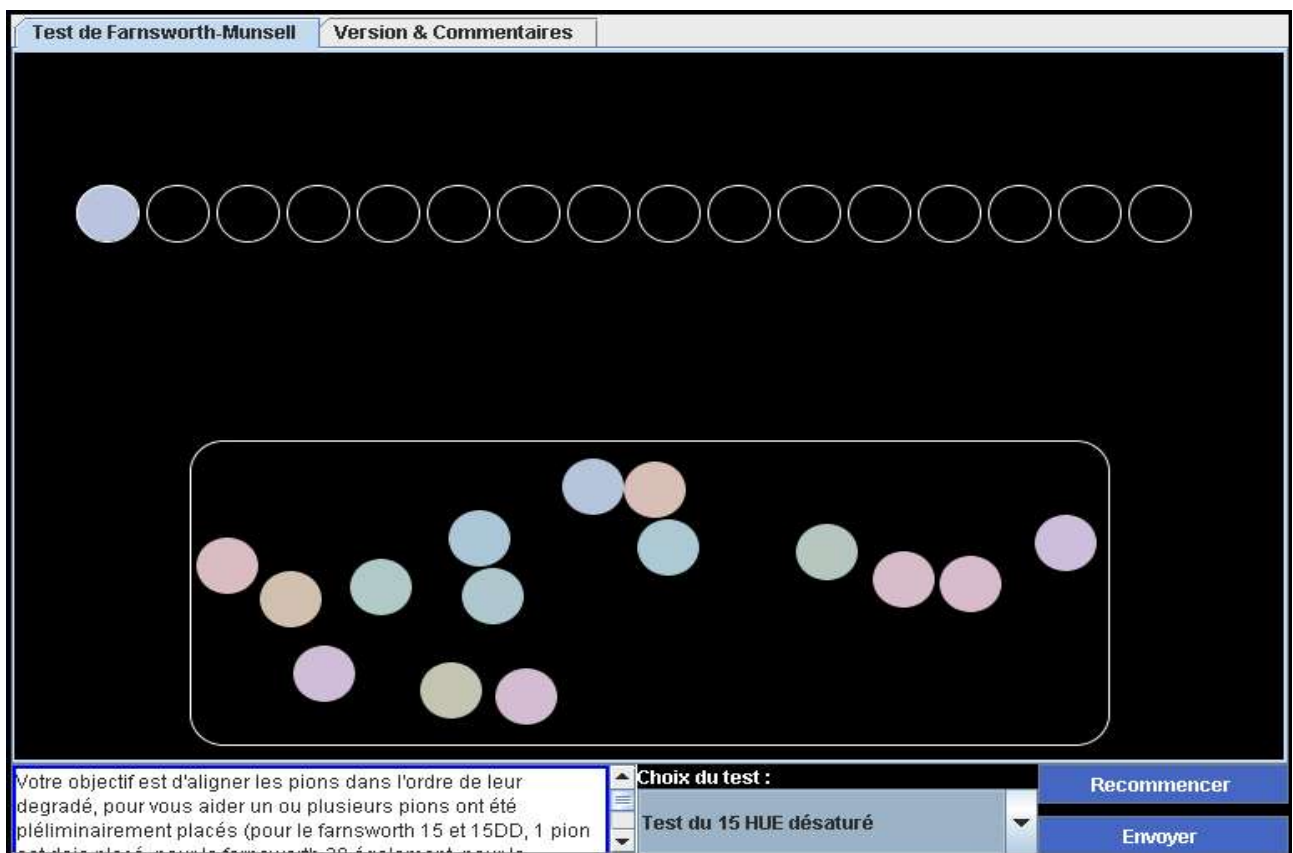 Test de Farnsworth-Munsell
Version & Commentaires
Votre objectif est d'aligner les pions dans l'ordre de leur
degradé, pour vous aider un ou plusieurs pions ont été
pléliminairement placés (pour le farnsworth 15 et 15DD, 1 pion
Choix du test :
Test du 15 HUE désaturé
Recommencer
Envoyer